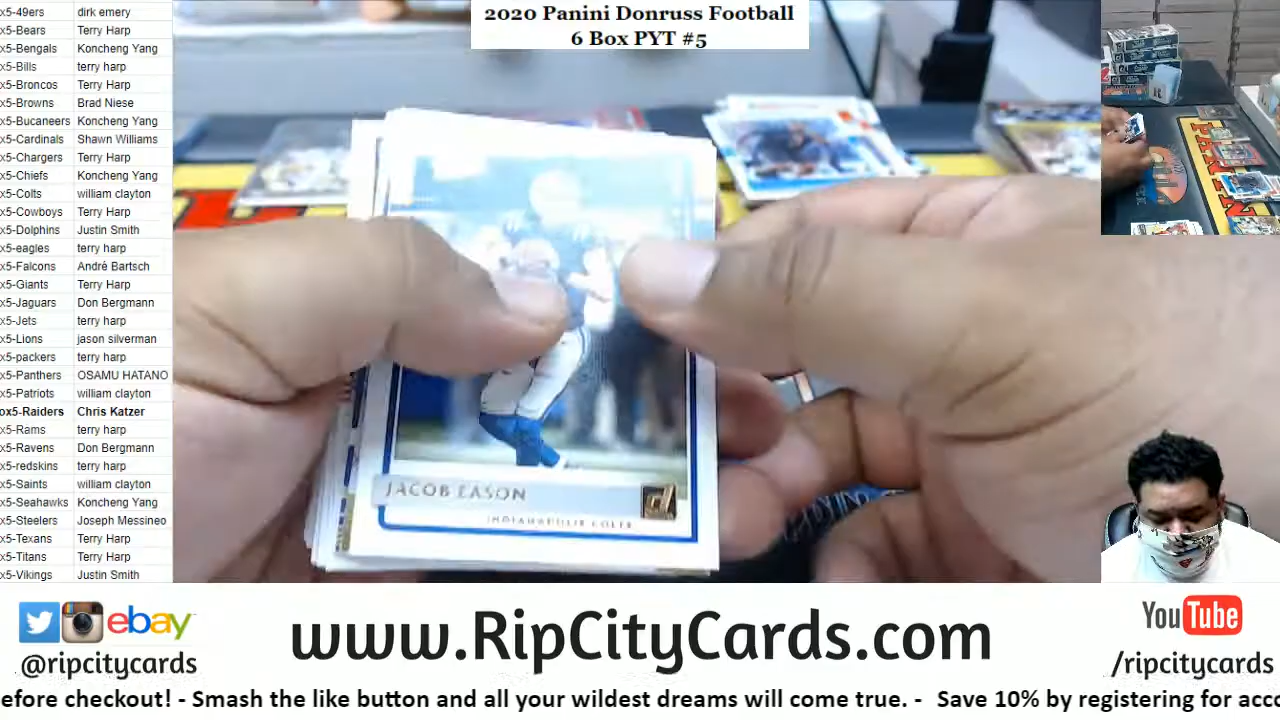 2020 Panini Donruss Football
6 Box PYT #5
x5-49ers dirk emery
x5-Bears Terry Harp
x5-Bengals Koncheng Yang
x5-Bills terry harp
x5-Broncos Terry Harp
x5-Browns Brad Niese
x5-Bucaneers Koncheng Yang
x5-Cardinals Shawn Williams
x5-Chargers Terry Harp
x5-Chiefs Koncheng Yang
x5-Colts william clayton
x5-Cowboys Terry Harp
x5-Dolphins Justin Smith
x5-eagles terry harp
x5-Falcons André Bartsch
x5-Giants Terry Harp
x5-Jaguars Don Bergmann
x5-Jets terry harp
x5-Lions jason silverman
x5-packers terry harp
x5-Panthers OSAMU HATANO
x5-Patriots william clayton
ox5-Raiders Chris Katzer
x5-Rams terry harp
x5-Ravens Don Bergmann
x5-redskins terry harp
x5-Saints william clayton
x5-Seahawks Koncheng Yang
x5-Steelers Joseph Messineo
x5-Texans Terry Harp
x5-Titans Terry Harp
x5-Vikings Justin Smith
JACOB EASON
INDIANAPOLIS COLTS
ebay
@ripcitycards
www.RipCityCards.com
YouTube
/ripcitycards
efore checkout! - Smash the like button and all your wildest dreams will come true. - Save 10% by registering for acco